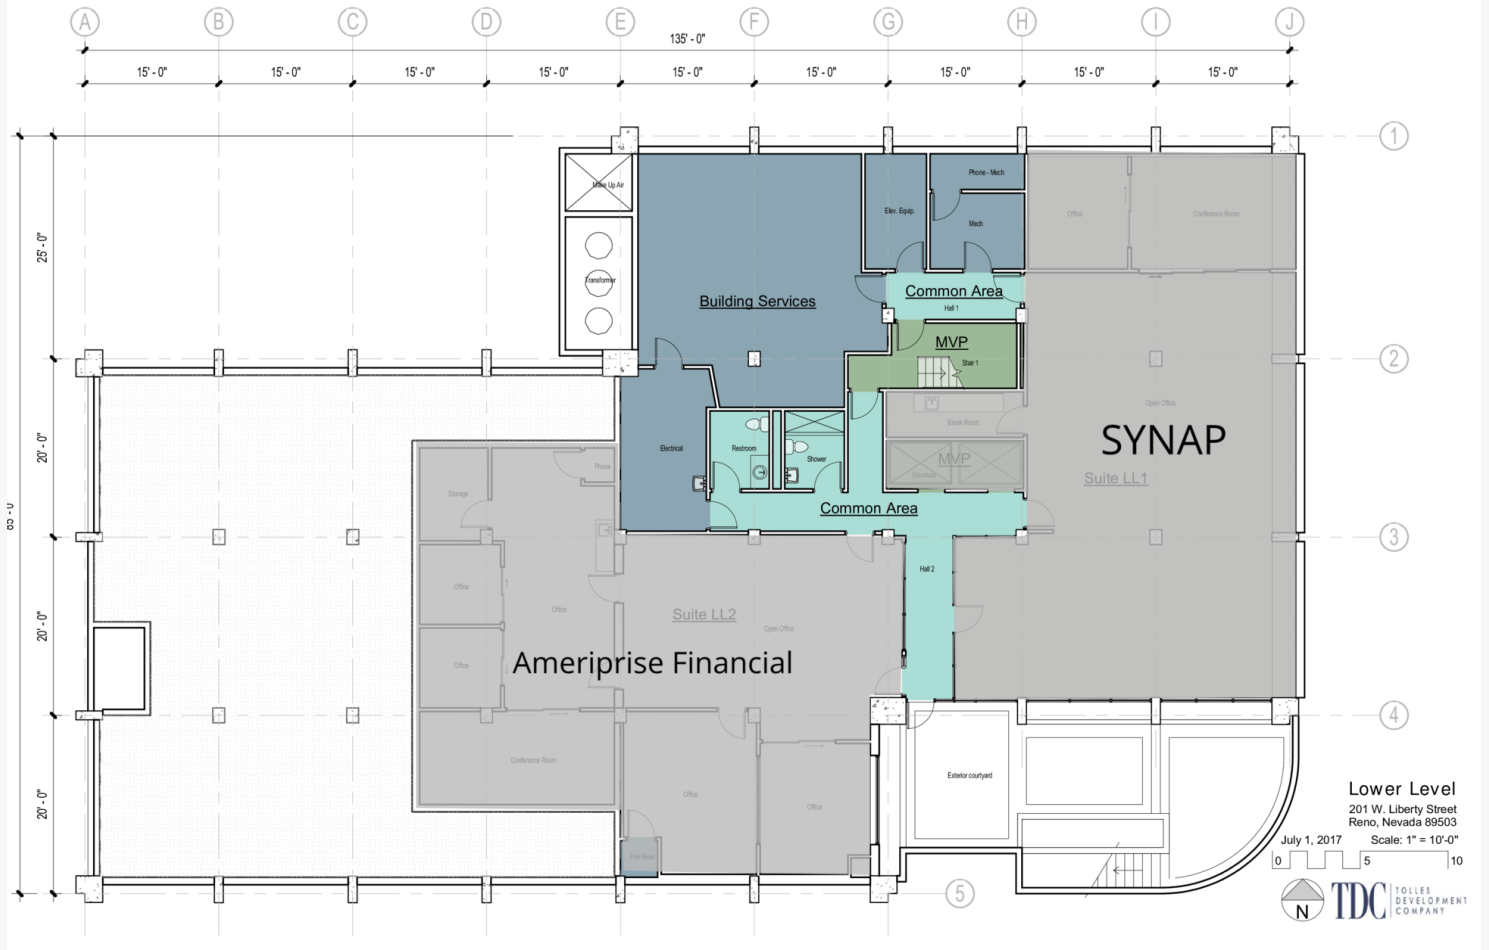 A B C D E F G H I J
135' - 0"
15' - 0" 15' - 0" 15' - 0" 15' - 0" 15' - 0" 15' - 0" 15' - 0" 15' - 0" 15' - 0"
1
Make Up Air
Phone - Mech
Elev. Equip.
Office
Conference Room
Mech
25' - 0"
Transformer
Building Services
Common Area
Hall 1
MVP
Stair 1
2
Open Office
Break Room
SYNAP
20' - 0"
Electrical
Restroom
Shower
MVP
Elevators
Suite LL1
Phone
Storage
65' - 0"
Common Area
3
Hall 2
Office
Office
Suite LL2
Open Office
20' - 0"
Office
Ameriprise Financial
4
Conference Room
Exterior courtyard
Office
Office
20' - 0"
Fire Riser
5
Lower Level
201 W. Liberty Street
Reno, Nevada 89503
July 1, 2017 Scale: 1" = 10'-0"
0 5 10
N
TDC
TOLLES
DEVELOPMENT
COMPANY